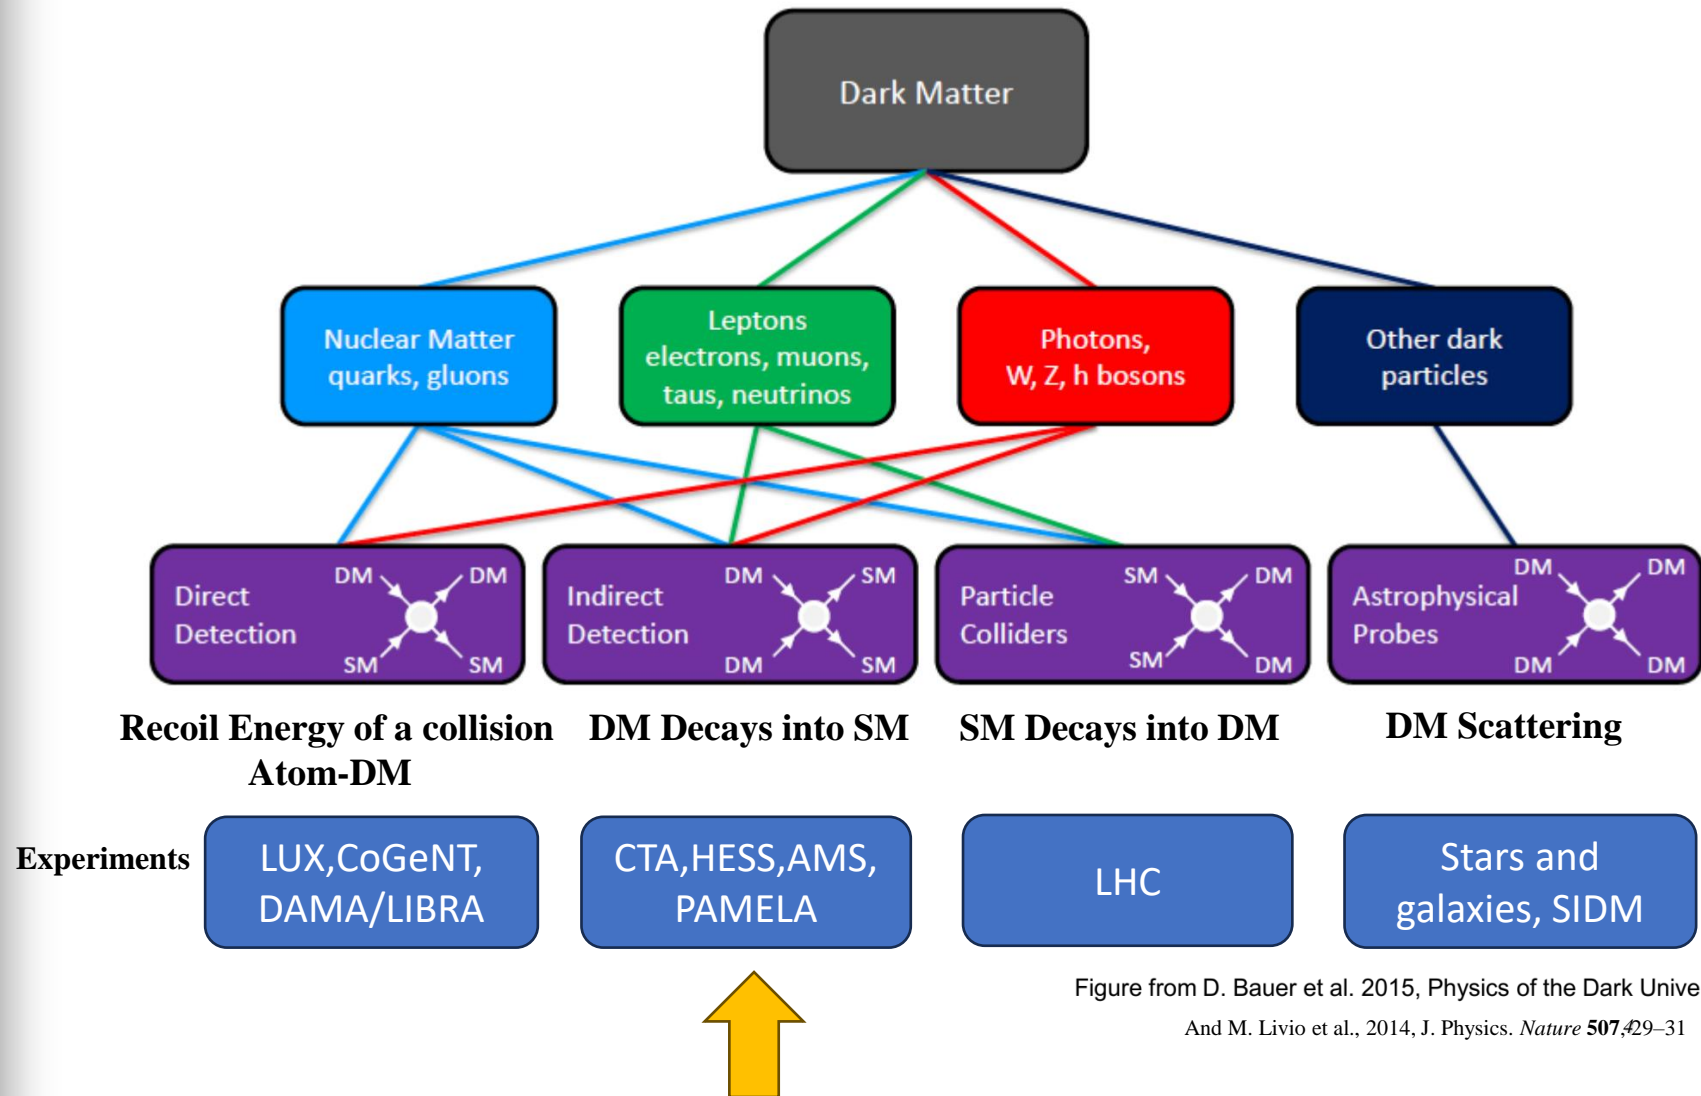 Dark Matter
Nuclear Matter
quarks, gluons
Leptons
electrons, muons,
taus, neutrinos
Photons,
W, Z, h bosons
Other dark
particles
Direct
Detection
DM
DM
SM
SM
Indirect
Detection
DM
SM
DM
SM
Particle
Colliders
SM
DM
SM
DM
Astrophysical
Probes
DM
DM
DM
DM
Recoil Energy of a collision
Atom-DM
DM Decays into SM
SM Decays into DM
DM Scattering
Experiments
LUX,CoGeNT,
DAMA/LIBRA
CTA,HESS,AMS,
PAMELA
LHC
Stars and
galaxies, SIDM
Figure from D. Bauer et al. 2015, Physics of the Dark Unive
And M. Livio et al., 2014, J. Physics. Nature 507, 29–31
4